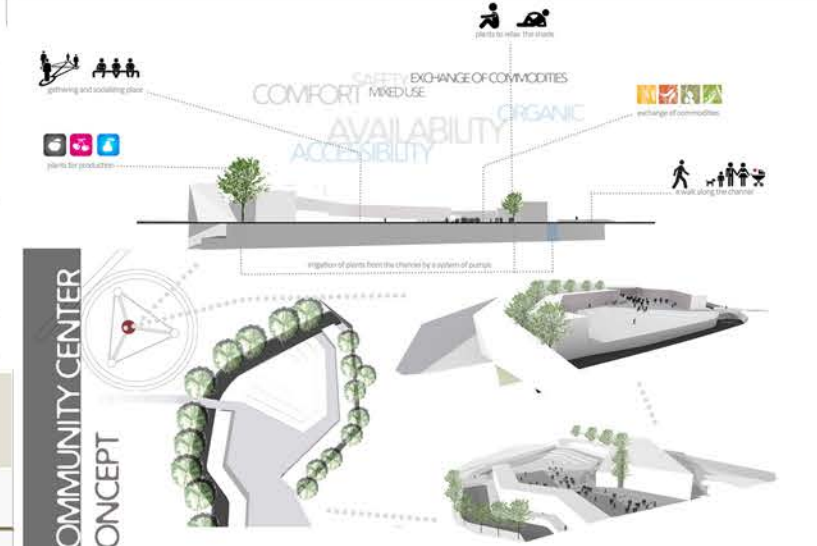 plants to relax the shade
SAFETY EXCHANGE OF COMMODITIES
COMFORT MIXED USE
gathering and socializing place
ORGANIC
exchange of commodities
AVAILABILITY
ACCESSIBILITY
plants for production
a walk along the channel
irrigation of plants from the channel by a system of pumps
OMMUNITY CENTER
ONCEPT